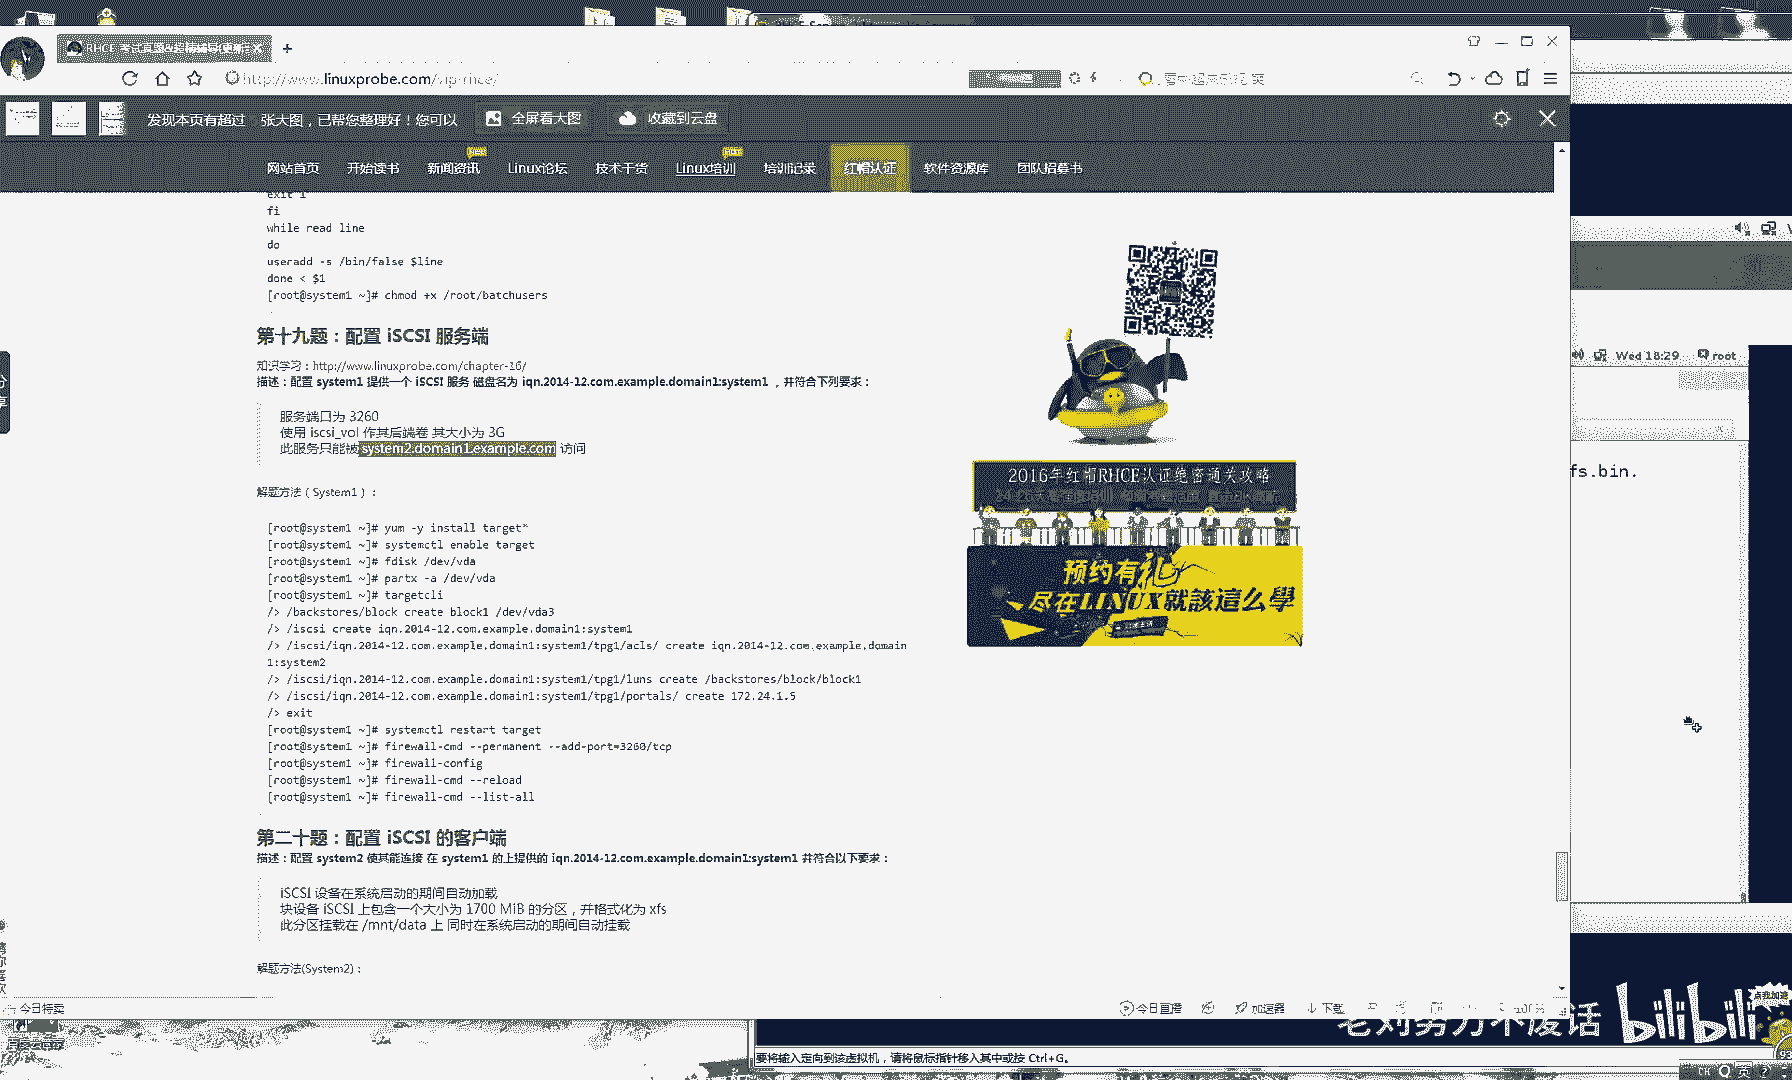 RHCE
http://www.linuxprobe.com/
发现本页有超过 张大图，已帮您整理好！您可以
全屏看大图
收藏到云盘
网站首页
开始读书
新闻资讯
Linux论坛
技术干货
Linux培训
培训记录
红帽认证
软件资源库
团队招募书
exit 1
fi
while read line
do
useradd -s /bin/false $line
done < $1
[root@system1 ~]# chmod +x /root/batchusers
第十九题：配置 iSCSI 服务端
知识学习：http://www.linuxprobe.com/chapter-16/
描述：配置 system1 提供一个 iSCSI 服务 磁盘名为 iqn.2014-12.com.example.domain1:system1 ，并符合下列要求：
服务端口为 3260
使用 iscsi_vol 作其后端卷 其大小为 3G
此服务只能被 system2.domain1.example.com 访问
解题方法（System1）：
[root@system1 ~]# yum -y install target*
[root@system1 ~]# systemctl enable target
[root@system1 ~]# fdisk /dev/vda
[root@system1 ~]# partx -a /dev/vda
[root@system1 ~]# targetcli
/> /backstores/block create block1 /dev/vda3
/> /iscsi create iqn.2014-12.com.example.domain1:system1
/> /iscsi/iqn.2014-12.com.example.domain1:system1/tpg1/acls/ create iqn.2014-12.com.example.domain
1:system2
/> /iscsi/iqn.2014-12.com.example.domain1:system1/tpg1/luns create /backstores/block/block1
/> /iscsi/iqn.2014-12.com.example.domain1:system1/tpg1/portals/ create 172.24.1.5
/> exit
[root@system1 ~]# systemctl restart target
[root@system1 ~]# firewall-cmd --permanent --add-port=3260/tcp
[root@system1 ~]# firewall-config
[root@system1 ~]# firewall-cmd --reload
[root@system1 ~]# firewall-cmd --list-all
第二十题：配置 iSCSI 的客户端
描述：配置 system2 使其能连接 在 system1 的上提供的 iqn.2014-12.com.example.domain1:system1 并符合以下要求：
iSCSI 设备在系统启动的期间自动加载
块设备 iSCSI 上包含一个大小为 1700 MiB 的分区，并格式化为 xfs
此分区挂载在 /mnt/data 上 同时在系统启动的期间自动挂载
解题方法(System2)：
2016年红帽RHCE认证绝密通关攻略
预约有礼
尽在LINUX就該這么學
Wed 18:29
root
fs.bin.
今日特卖
今日直播
加速器
下载
老刘努力不废话
bilibili
要将输入定向到该虚拟机，请将鼠标指针移入其中或按 Ctrl+G。